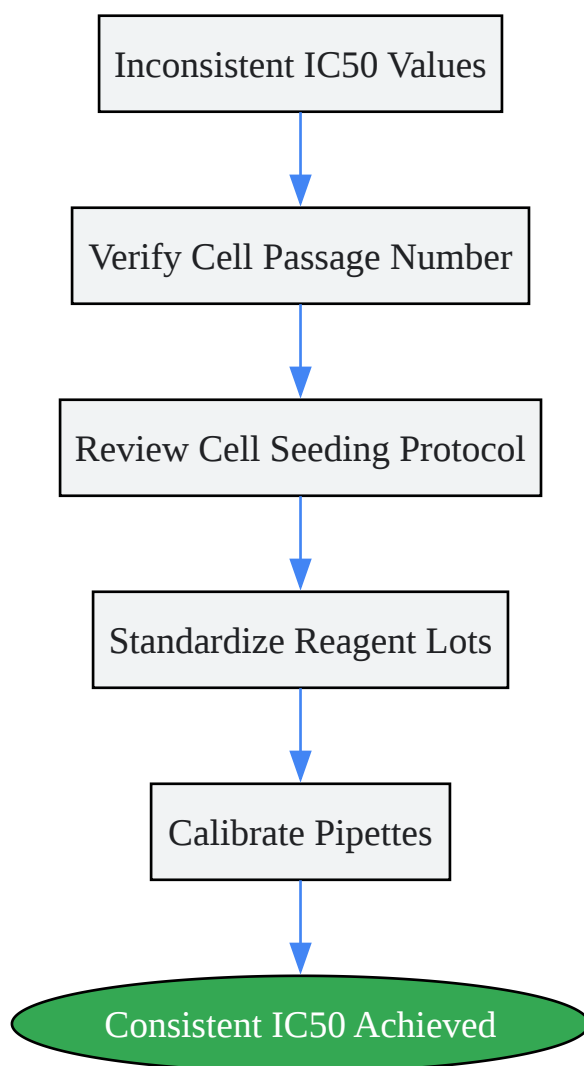 Inconsistent IC50 Values
Verify Cell Passage Number
Review Cell Seeding Protocol
Standardize Reagent Lots
Calibrate Pipettes
Consistent IC50 Achieved